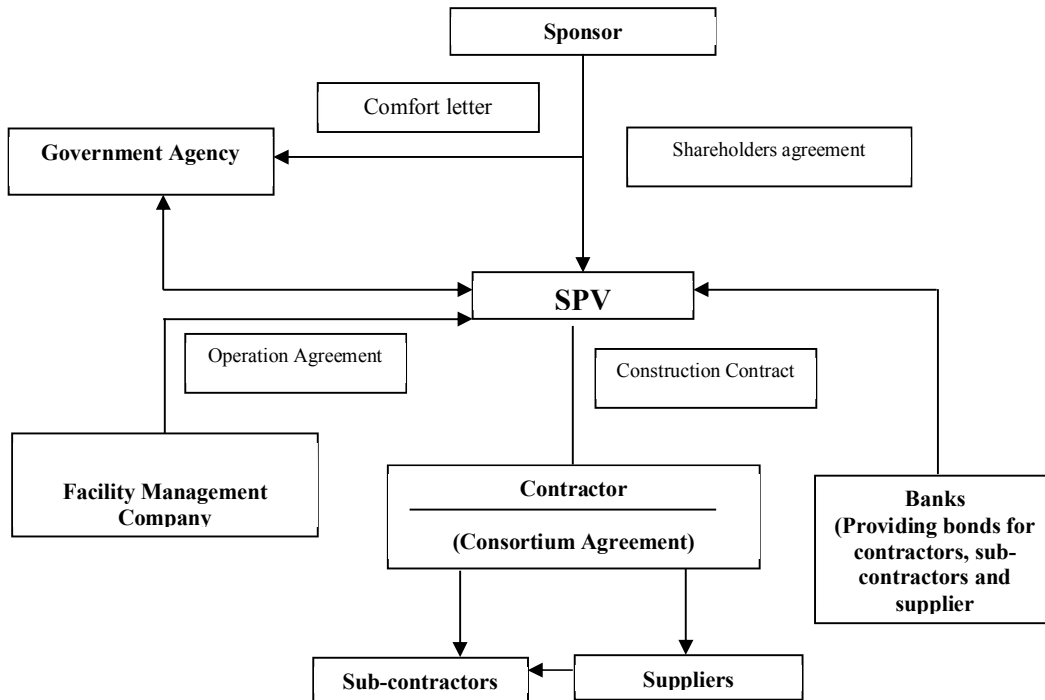 Sponsor
Comfort letter
Government Agency
Shareholders agreement
SPV
Operation Agreement
Construction Contract
Facility Management
Company
Contractor
(Consortium Agreement)
Banks
(Providing bonds for
contractors, sub-
contractors and
supplier
Sub-contractors
Suppliers